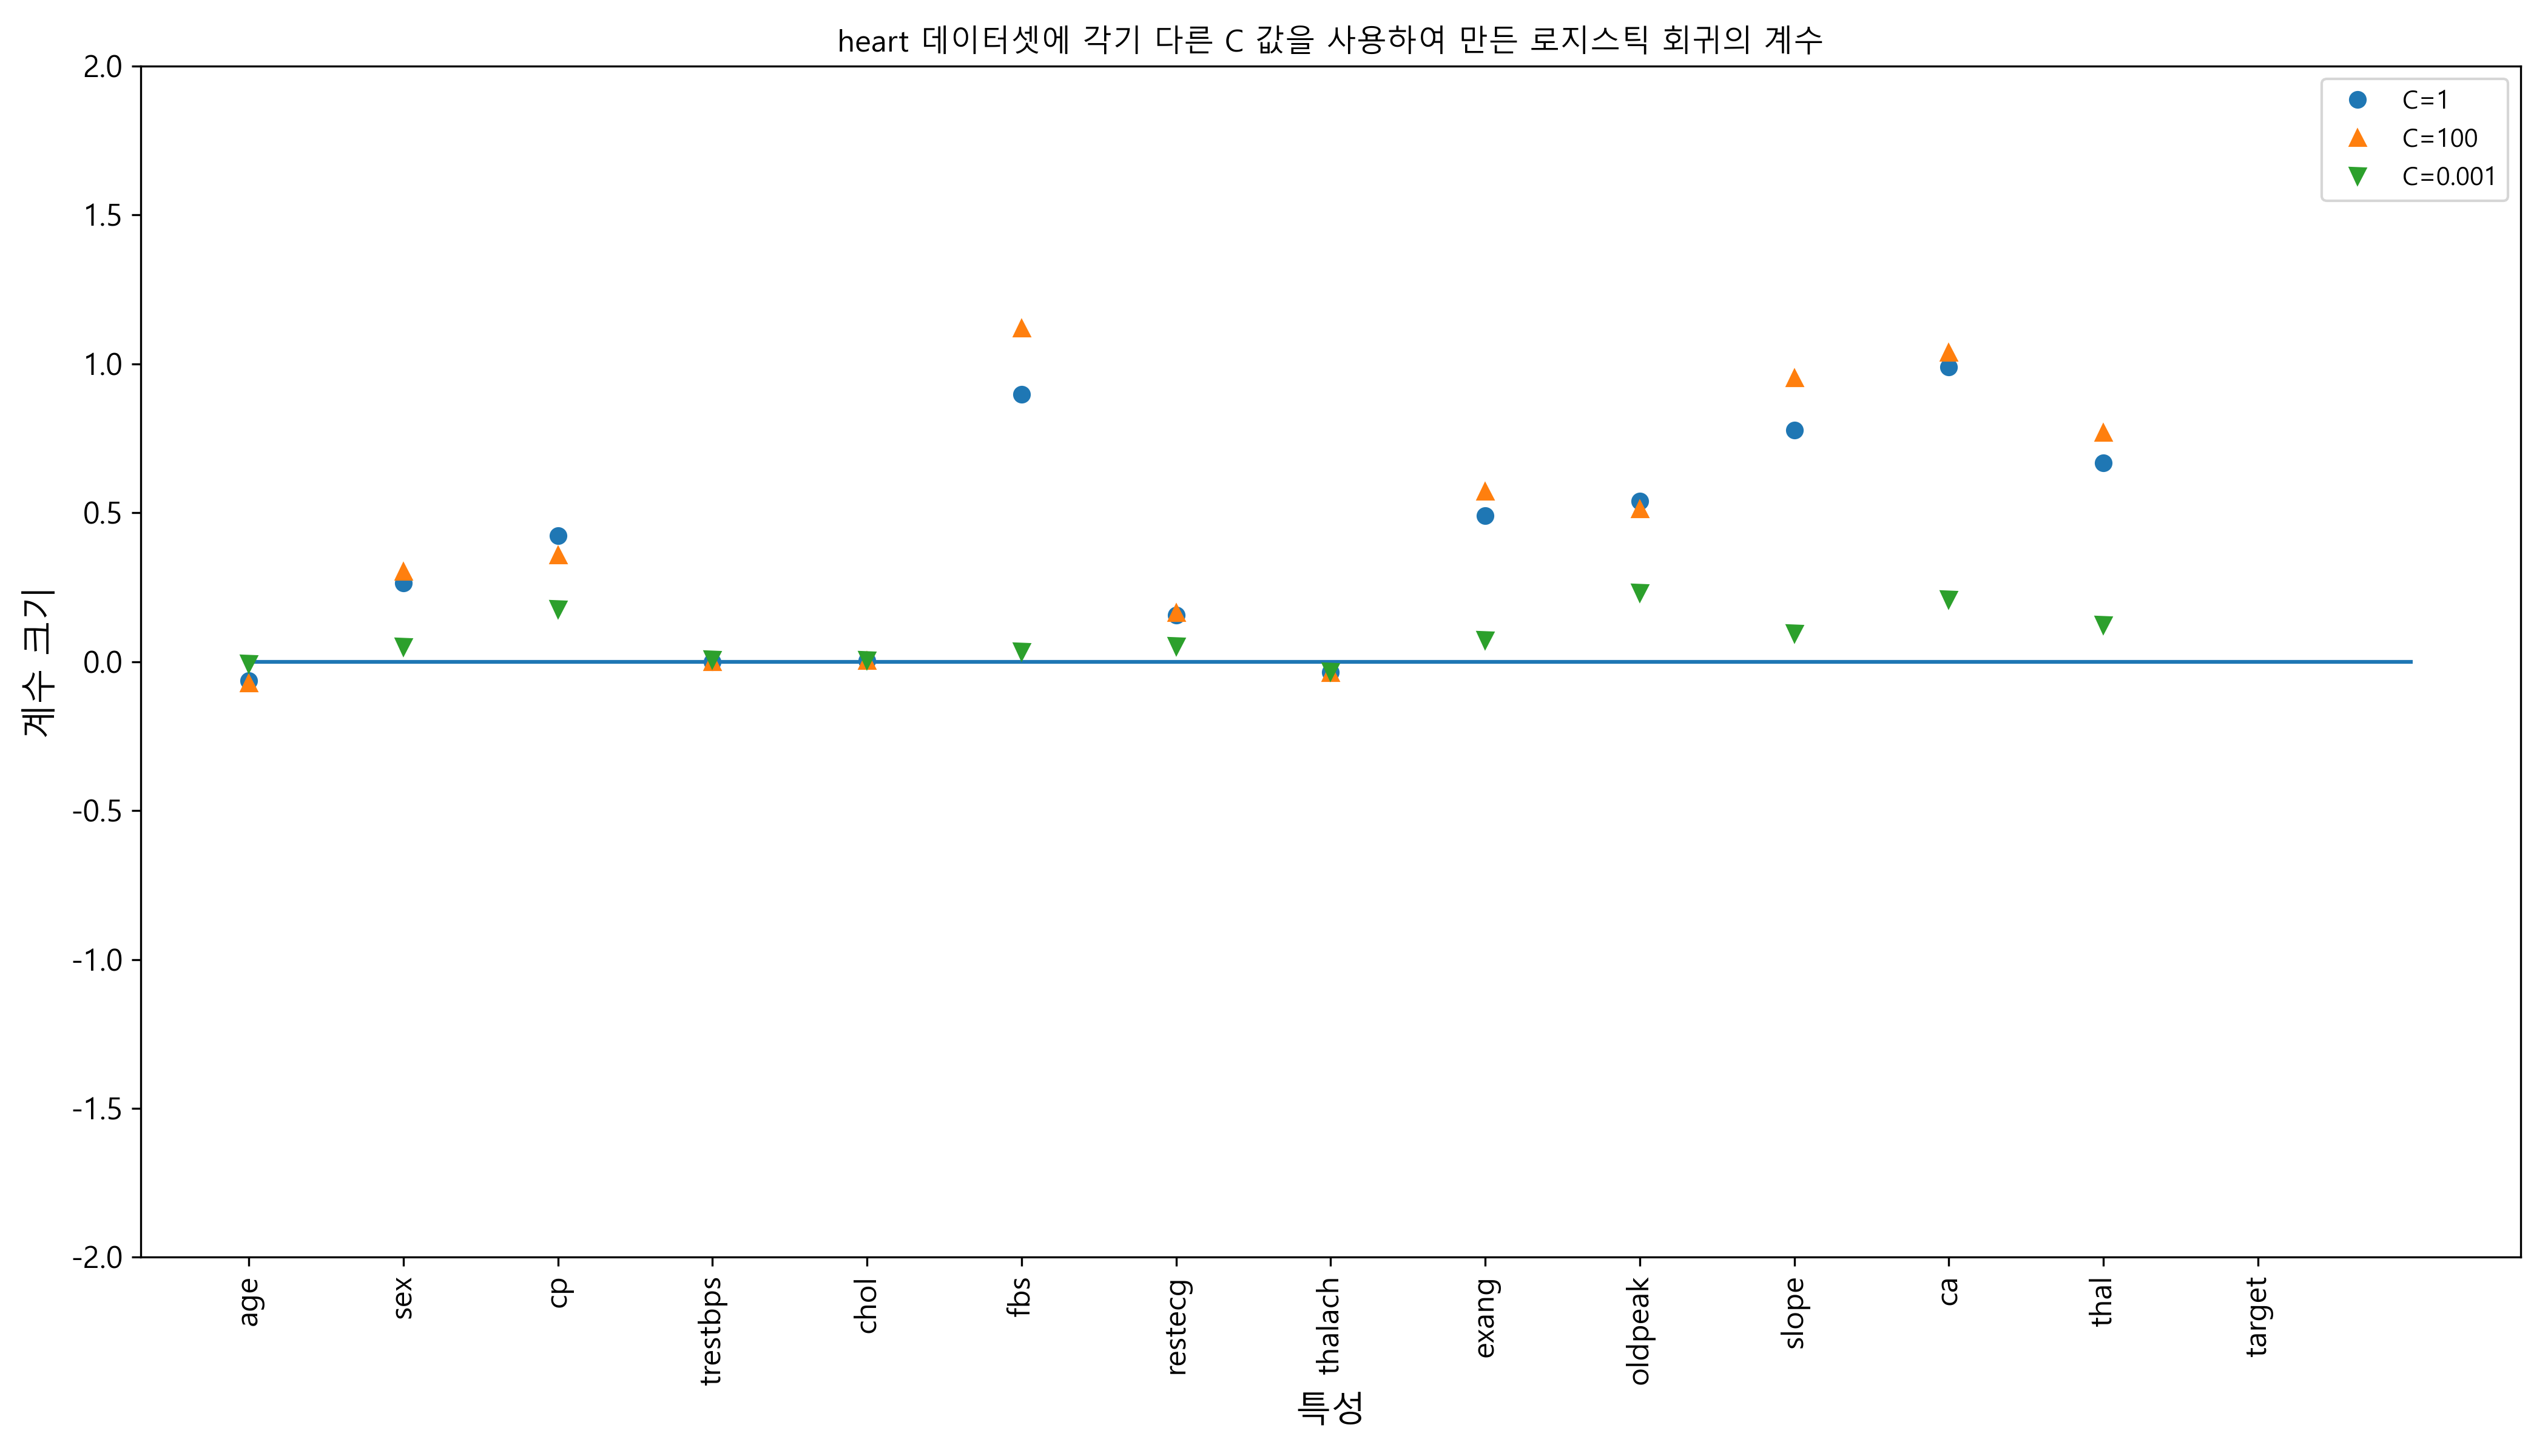 heart 데이터셋에 각기 다른 C 값을 사용하여 만든 로지스틱 회귀의 계수
C=1
C=100
C=0.001
계수 크기
2.0
1.5
1.0
0.5
0.0
-0.5
-1.0
-1.5
-2.0
age
sex
cp
trestbps
chol
fbs
restecg
thalach
exang
oldpeak
slope
ca
thal
target
특성